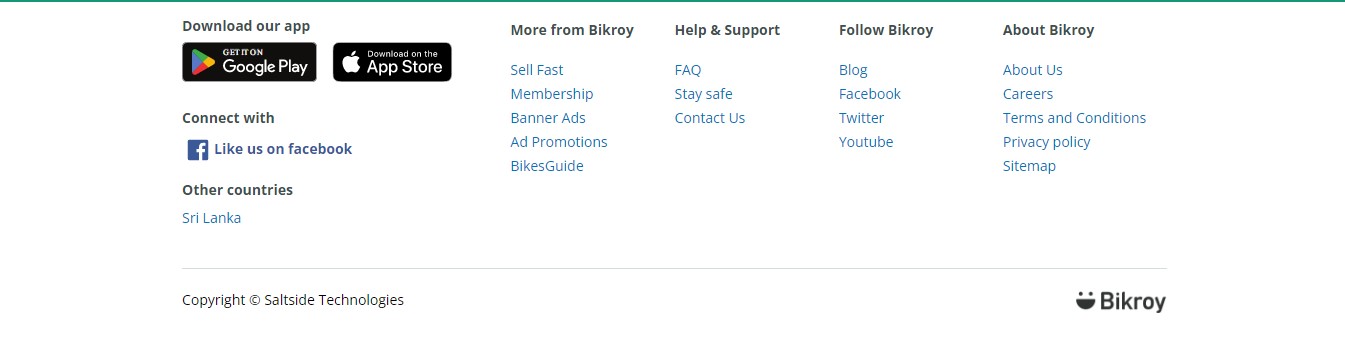 Download our app
GET IT ON
Google Play
Download on the
App Store
Connect with
Like us on facebook
Other countries
Sri Lanka
More from Bikroy
Sell Fast
Membership
Banner Ads
Ad Promotions
BikesGuide
Help & Support
FAQ
Stay safe
Contact Us
Follow Bikroy
Blog
Facebook
Twitter
Youtube
About Bikroy
About Us
Careers
Terms and Conditions
Privacy policy
Sitemap
Copyright © Saltside Technologies
Bikroy